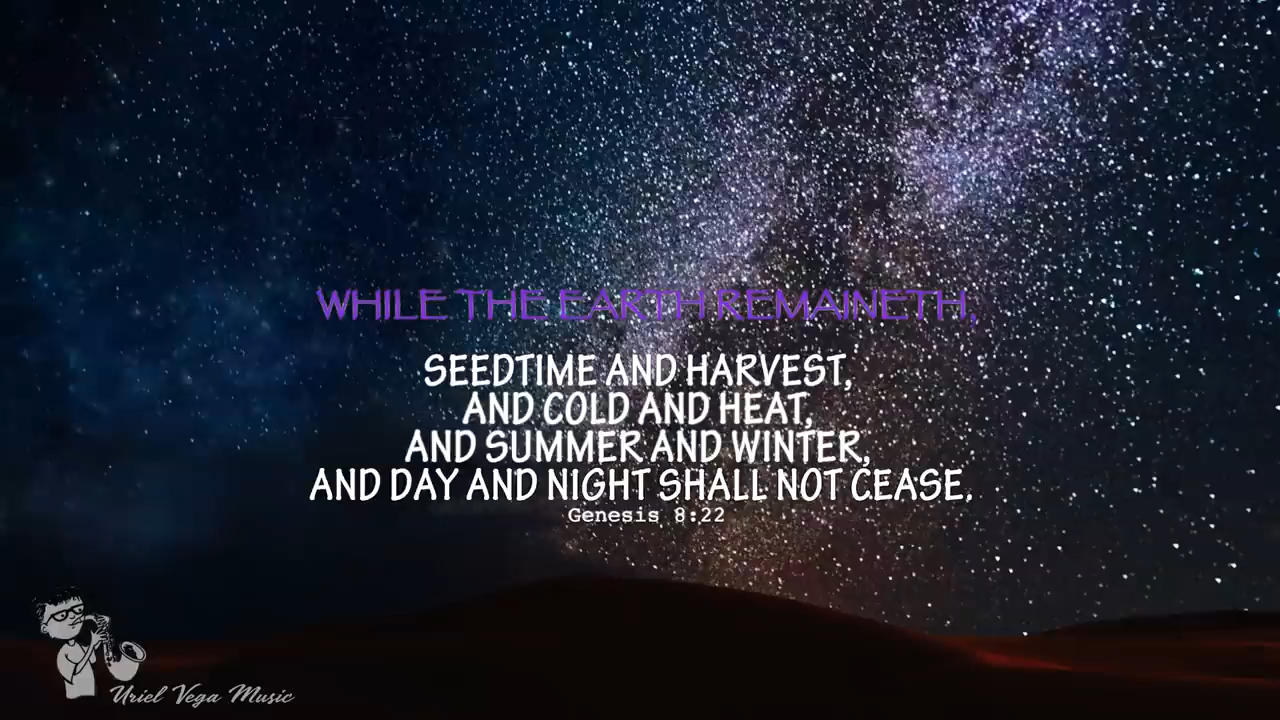 WHILE THE EARTH REMAINETH,
SEEDTIME AND HARVEST,
AND COLD AND HEAT,
AND SUMMER AND WINTER,
AND DAY AND NIGHT SHALL NOT CEASE.
Genesis 8:22
Uriel Vega Music